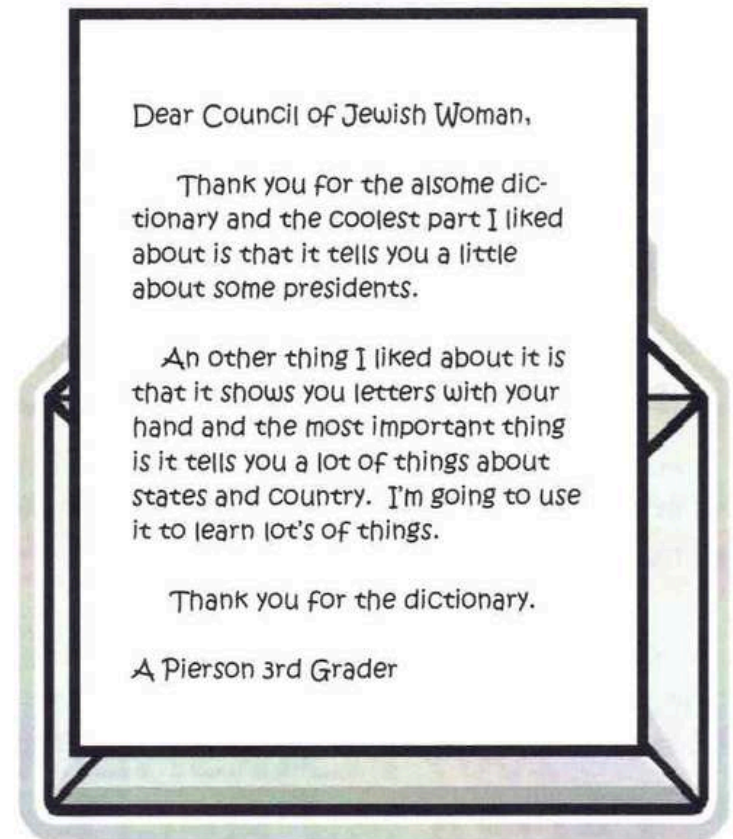 Dear Council of Jewish Woman,
Thank you for the alsome dic-
tionary and the coolest part I liked
about is that it tells you a little
about some presidents.
An other thing I liked about it is
that it shows you letters with your
hand and the most important thing
is it tells you a lot of things about
states and country. I'm going to use
it to learn lot's of things.
Thank you for the dictionary.
A Pierson 3rd Grader